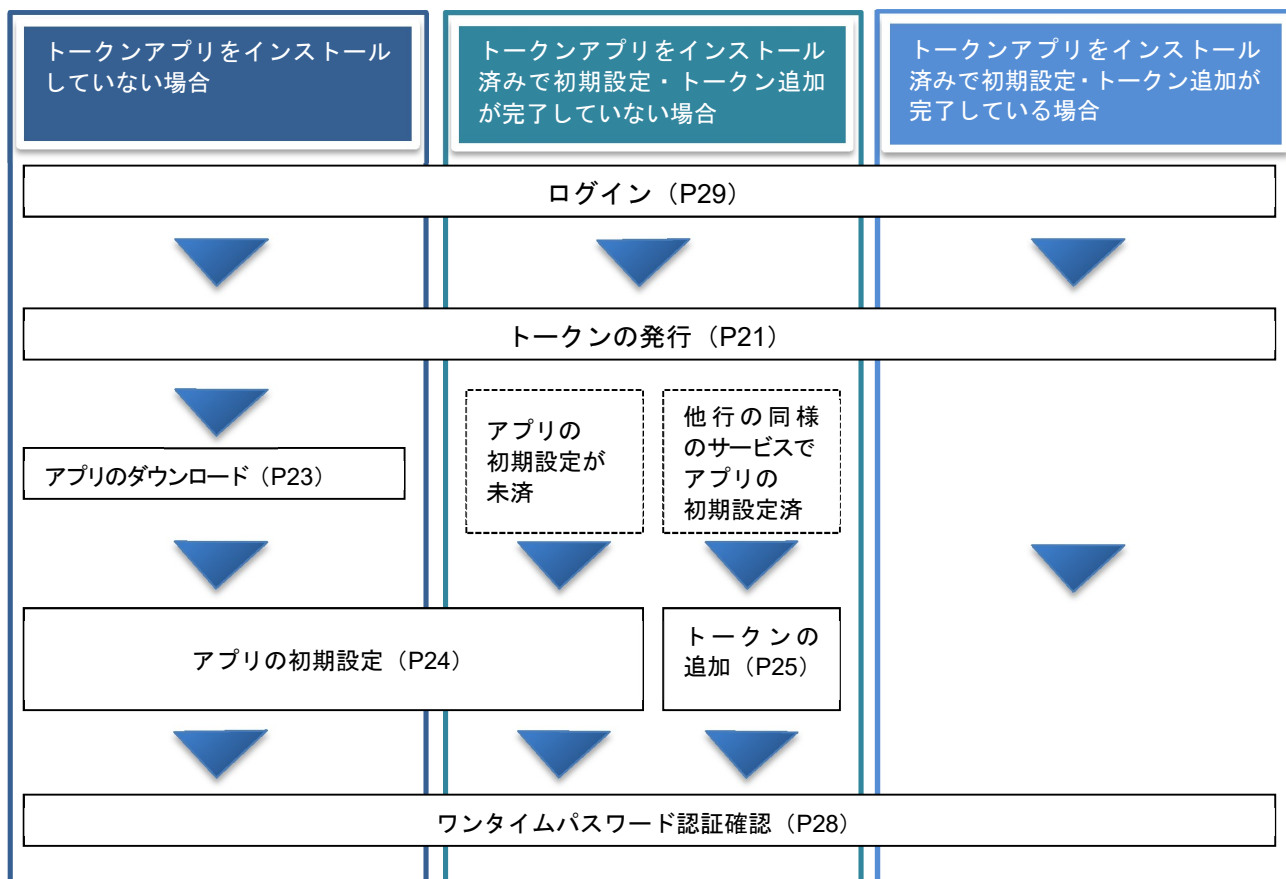 トークンアプリをインストール
していない場合
トークンアプリをインストール
済みで初期設定・トークン追加
が完了していない場合
トークンアプリをインストール
済みで初期設定・トークン追加が
完了している場合
ログイン（P29）
トークンの発行（P21）
アプリのダウンロード（P23）
アプリの
初期設定が
未済
他行の同様
のサービスで
アプリの
初期設定済
アプリの初期設定（P24）
トークンの
追加（P25）
ワンタイムパスワード認証確認（P28）